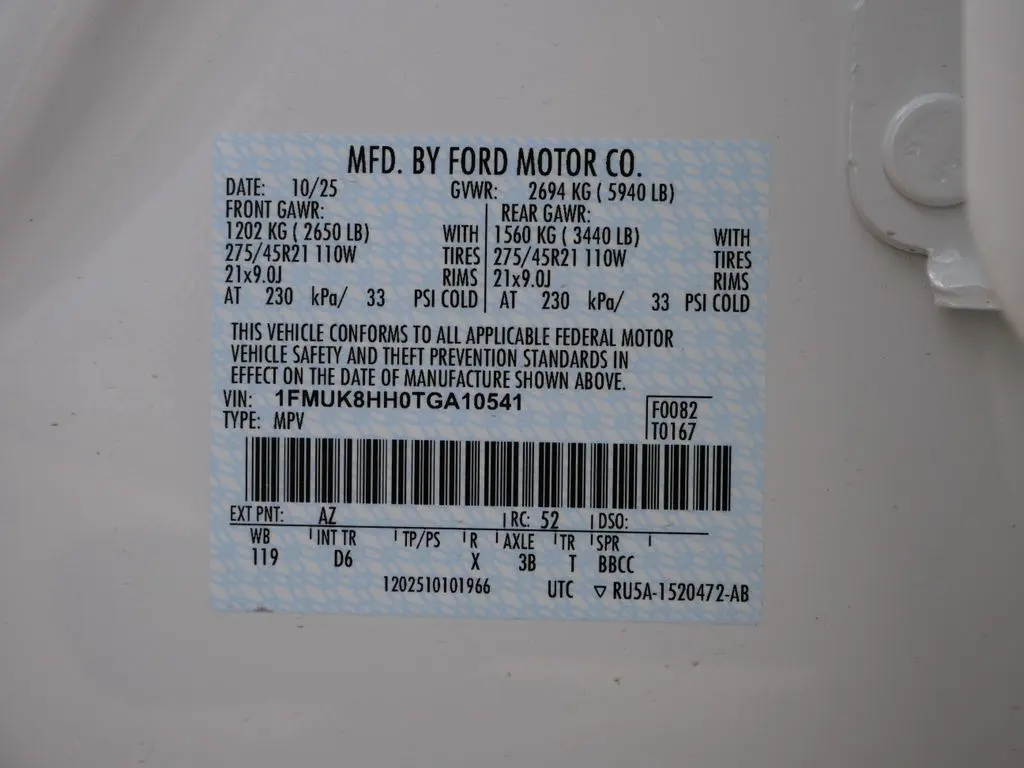 MFD. BY FORD MOTOR CO.
DATE: 10/25 GVWR: 2694 KG ( 5940 LB)
FRONT GAWR: REAR GAWR:
1202 KG ( 2650 LB) WITH 1560 KG ( 3440 LB) WITH
275/45R21 110W TIRES 275/45R21 110W TIRES
21x9.0J RIMS 21x9.0J RIMS
AT 230 kPa/ 33 PSI COLD AT 230 kPa/ 33 PSI COLD
THIS VEHICLE CONFORMS TO ALL APPLICABLE FEDERAL MOTOR
VEHICLE SAFETY AND THEFT PREVENTION STANDARDS IN
EFFECT ON THE DATE OF MANUFACTURE SHOWN ABOVE.
VIN: 1FMUK8HH0TGA10541 F0082
TYPE: MPV T0167
EXT PNT: AZ RC: 52 DSO:
WB INT TR TP/PS R AXLE TR SPR
119 D6 X 3B T BBCC
1202510101966 UTC ▽ RU5A-1520472-AB